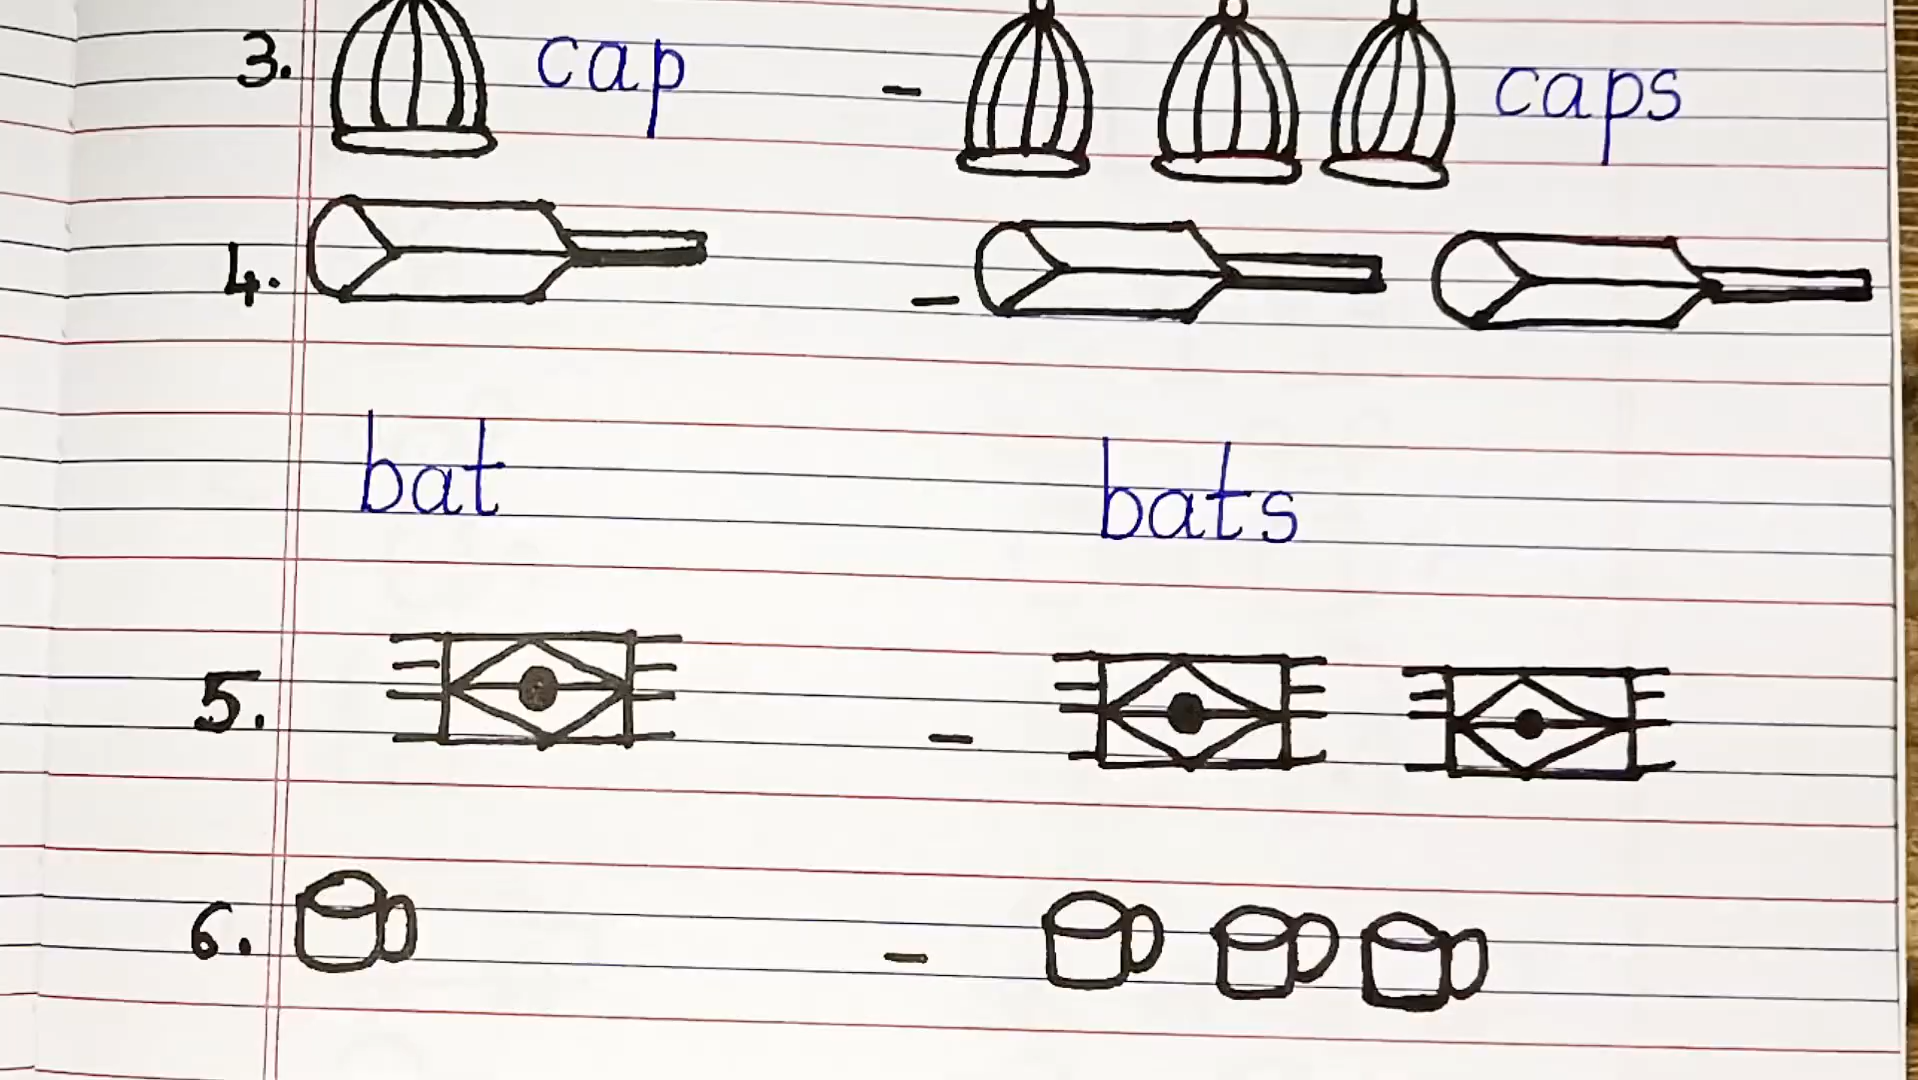 3. cap - caps
4. -
bat bats
5. -
6. -